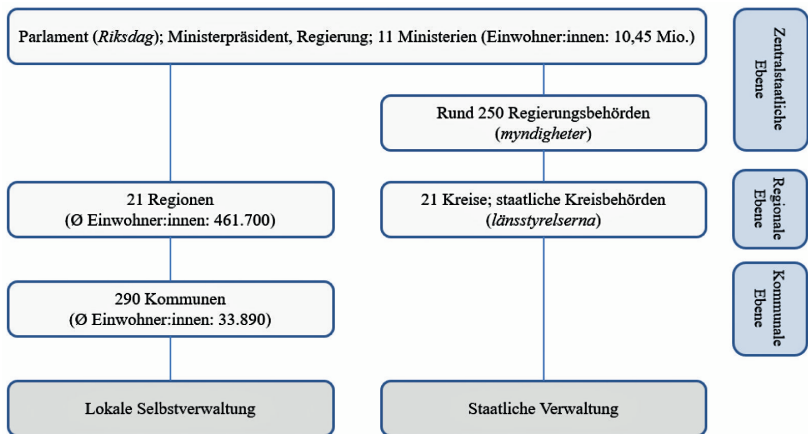 Parlament (Riksdag); Ministerpräsident, Regierung; 11 Ministerien (Einwohner:innen: 10,45 Mio.)
Zentralstaatliche
Ebene
Rund 250 Regierungsbehörden
(myndigheter)
21 Regionen
(Ø Einwohner:innen: 461.700)
21 Kreise; staatliche Kreisbehörden
(länsstyrelserna)
Regionale
Ebene
290 Kommunen
(Ø Einwohner:innen: 33.890)
Kommunale
Ebene
Lokale Selbstverwaltung
Staatliche Verwaltung